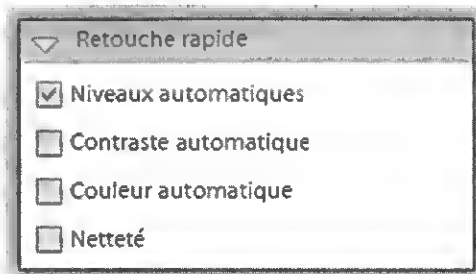 Retouche rapide
Niveaux automatiques
Contraste automatique
Couleur automatique
Netteté